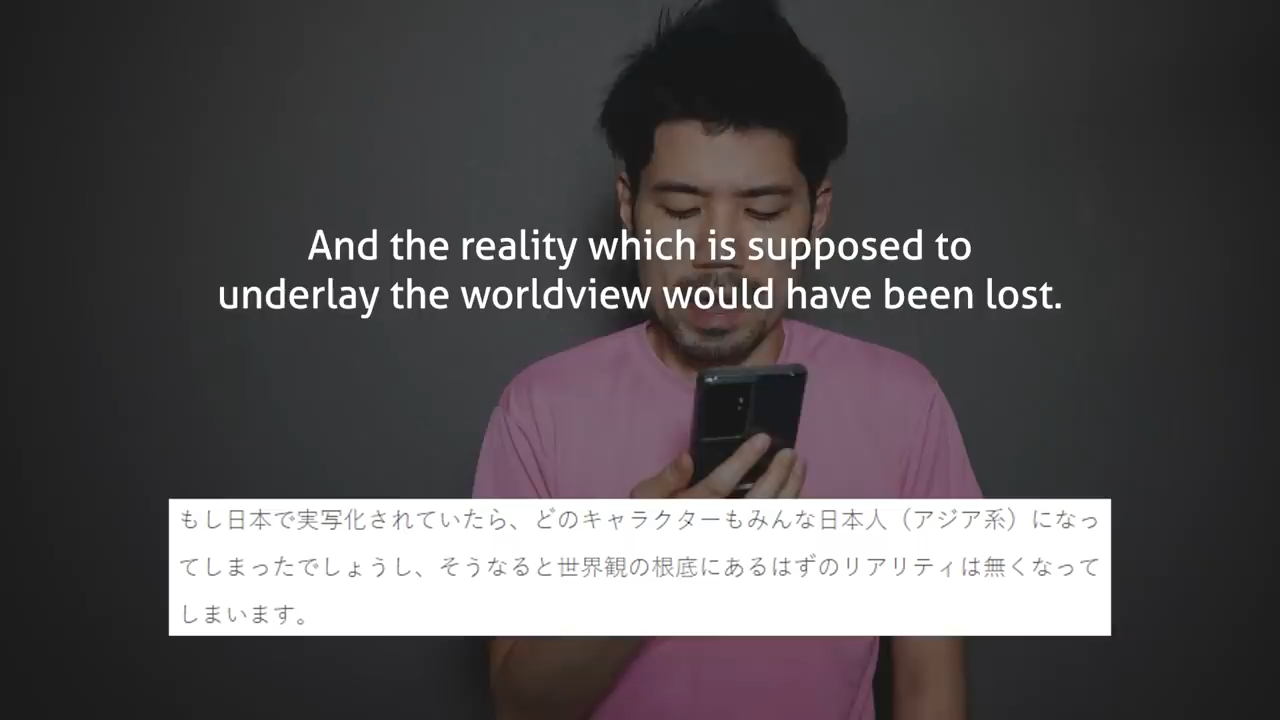 And the reality which is supposed to
underlay the worldview would have been lost.
もし日本で実写化されていたら、どのキャラクターもみんな日本人（アジア系）になっ
てしまったでしょうし、そうなると世界観の根底にあるはずのリアリティは無くなって
しまいます。